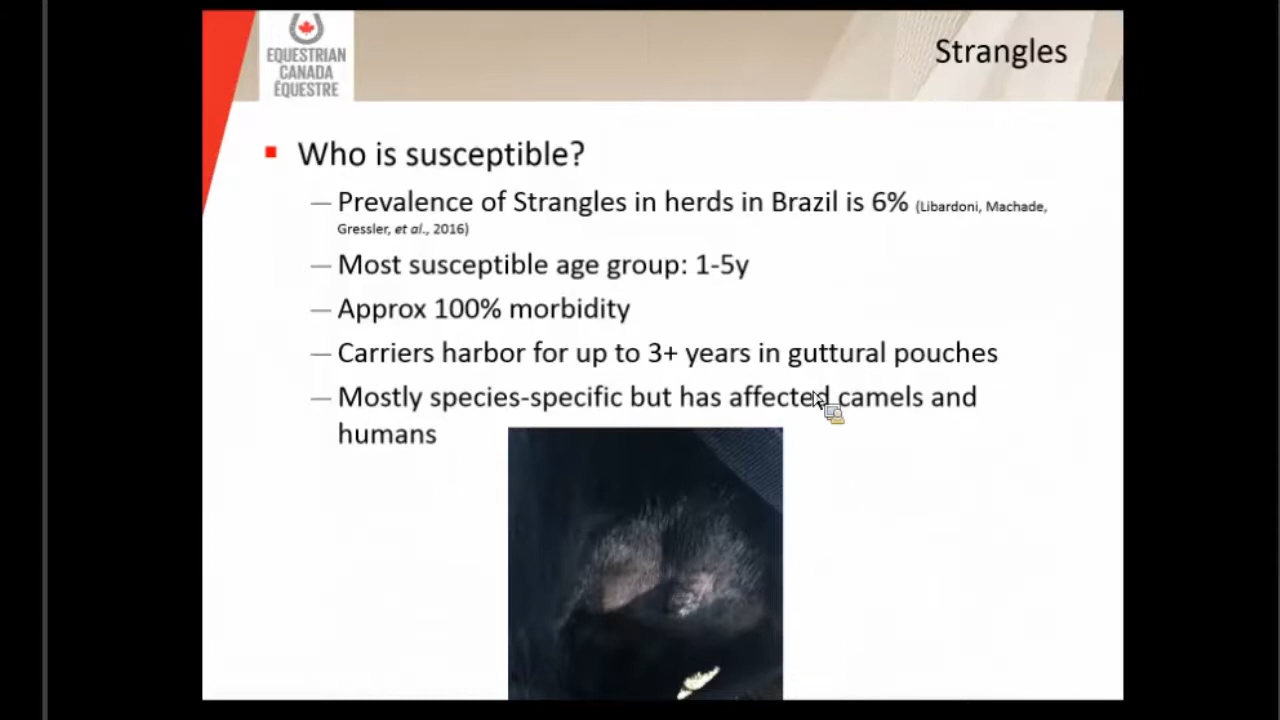 EQUESTRIAN
CANADA
ÉQUESTRE
Strangles
Who is susceptible?
— Prevalence of Strangles in herds in Brazil is 6% (Libardoni, Machade,
Gressler, et al., 2016)
— Most susceptible age group: 1-5y
— Approx 100% morbidity
— Carriers harbor for up to 3+ years in guttural pouches
— Mostly species-specific but has affected camels and
humans